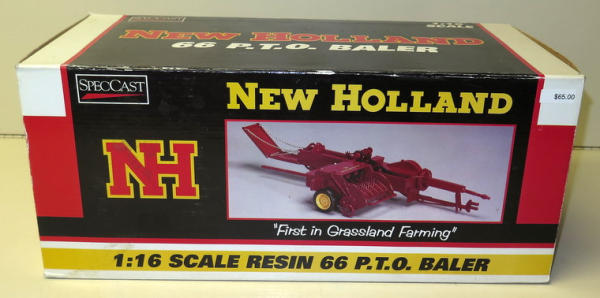 NEW HOLLAND
66 P.T.O. BALER
SCALE
SPECCAST
NEW HOLLAND
$65.00
NH
"First in Grassland Farming"
1:16 SCALE RESIN 66 P.T.O. BALER